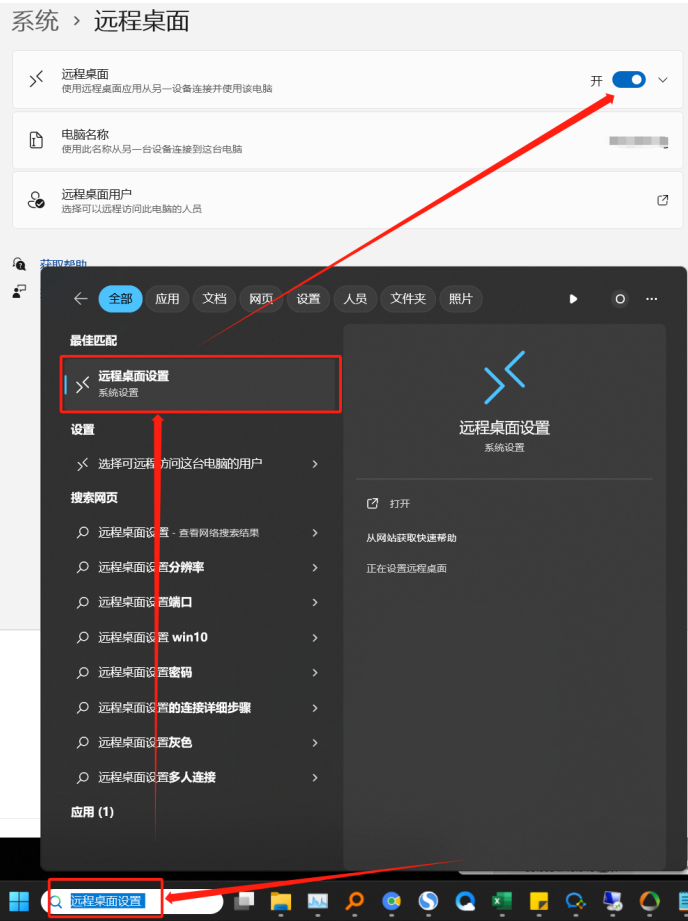 系统 > 远程桌面
远程桌面
使用远程桌面应用从另一设备连接并使用该电脑
开
电脑名称
使用此名称从另一台设备连接到这台电脑
远程桌面用户
选择可以远程访问此电脑的人员
获取帮助
全部 应用 文档 网页 设置 人员 文件夹 照片
O
最佳匹配
远程桌面设置
系统设置
设置
选择可远程访问这台电脑的用户
搜索网页
远程桌面设置 - 查看网络搜索结果
远程桌面设置分辨率
远程桌面设置端口
远程桌面设置 win10
远程桌面设置密码
远程桌面设置的连接详细步骤
远程桌面设置灰色
远程桌面设置多人连接
应用 (1)
远程桌面设置
系统设置
打开
从网站获取快速帮助
正在设置远程桌面
远程桌面设置